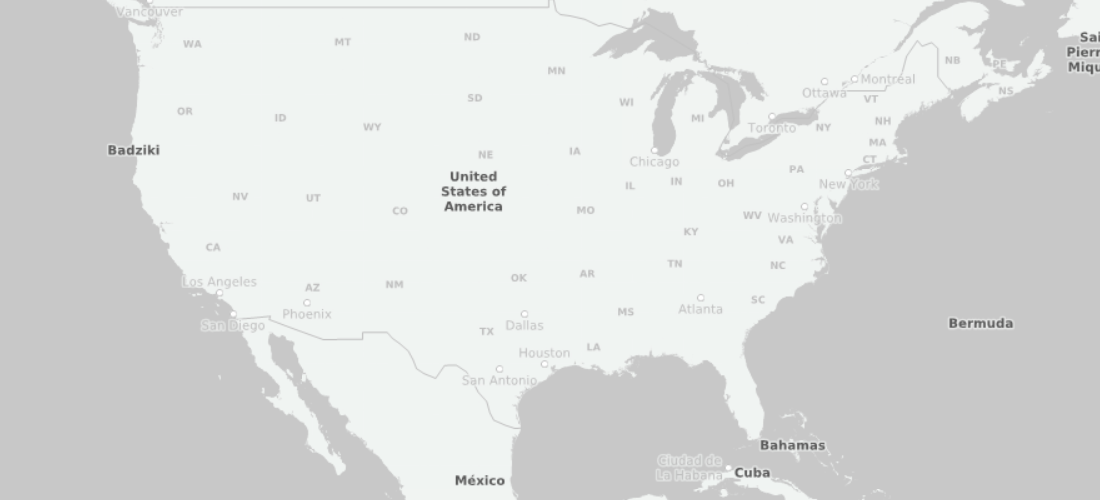 Vancouver
WA
MT
ND
MN
NB
PE
Sai
Pierr
Miqu
Ottawa
Montréal
NS
OR
ID
WY
SD
WI
MI
Toronto
NY
VT
NH
MA
CT
Badziki
NE
IA
Chicago
PA
New York
United
States of
America
NV
UT
CO
MO
IL
IN
OH
WV
Washington
VA
CA
KY
TN
NC
Los Angeles
San Diego
AZ
Phoenix
NM
OK
AR
MS
Atlanta
SC
TX
Dallas
LA
Houston
San Antonio
Bermuda
México
Ciudad de
La Habana
Cuba
Bahamas